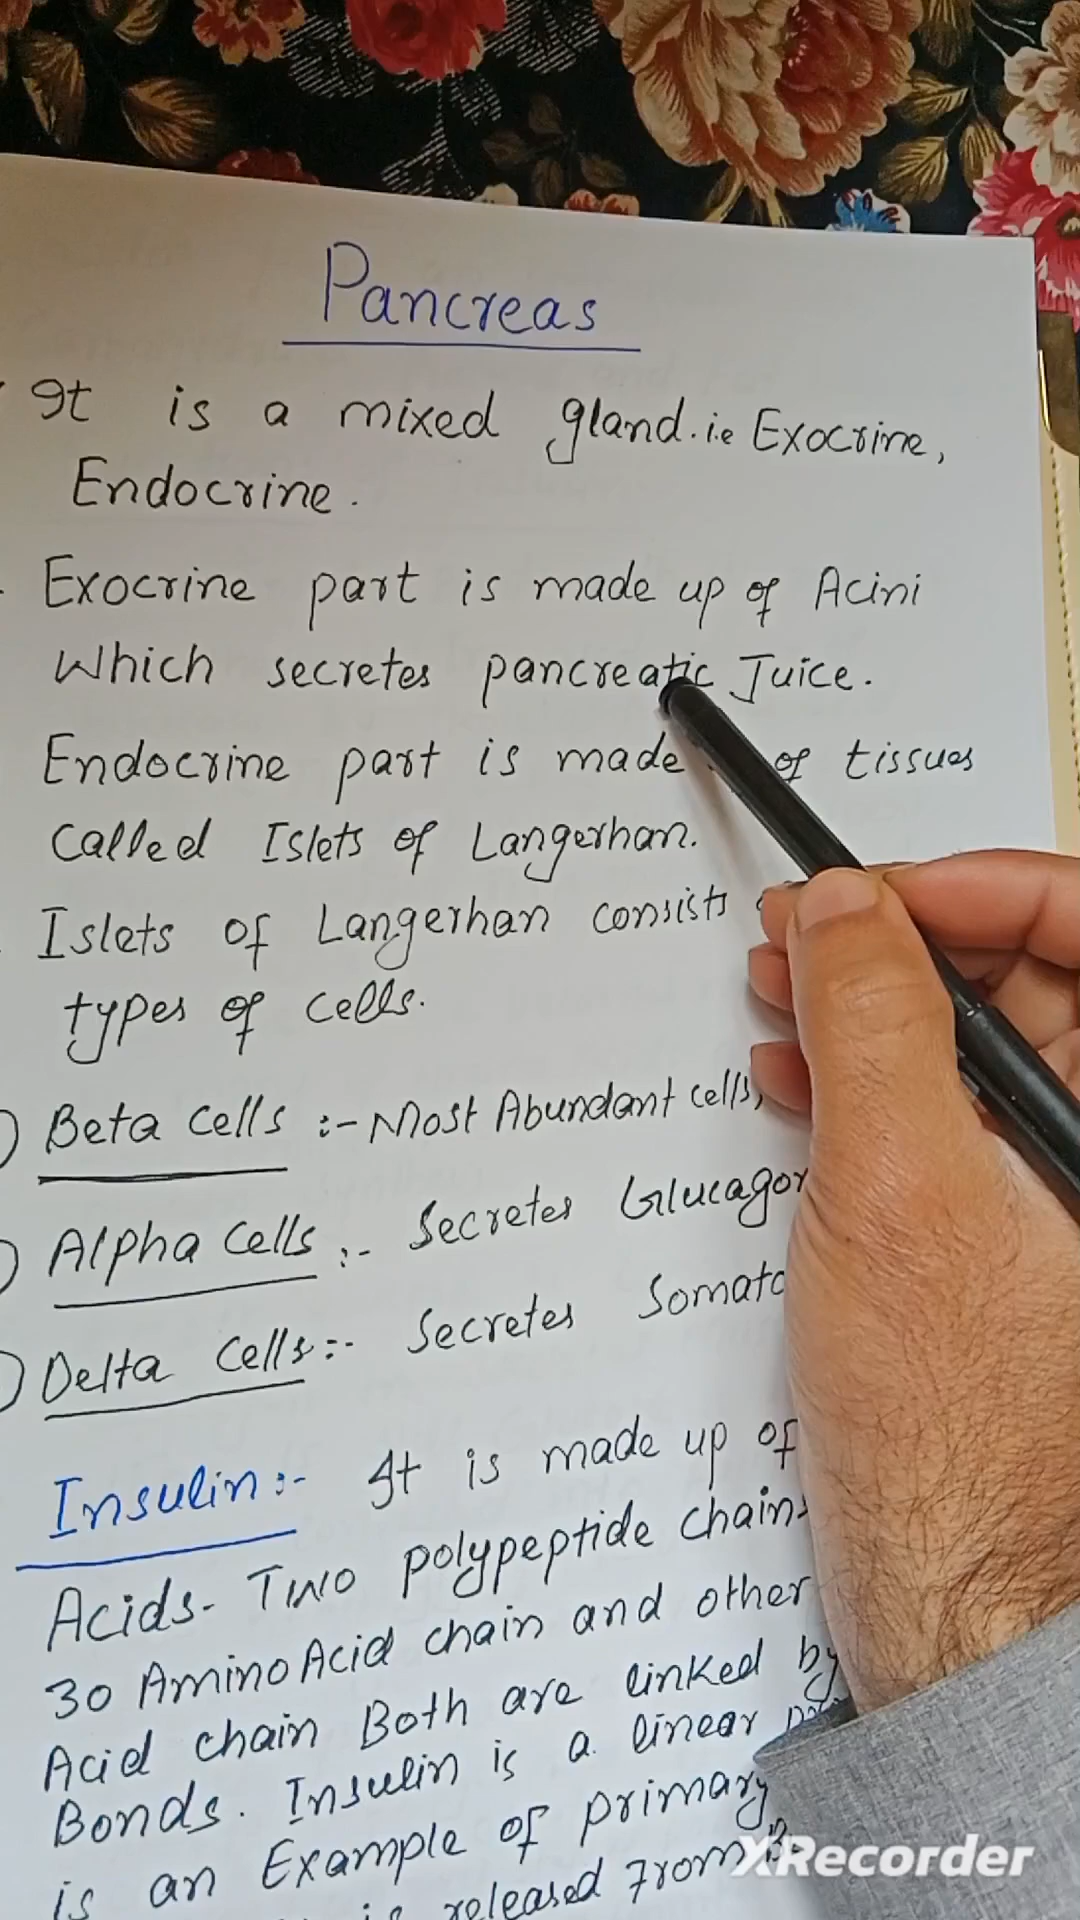 Pancreas
It is a mixed gland. i.e Exocrine,
Endocrine.
Exocrine part is made up of Acini
Which secretes pancreatic Juice.
Endocrine part is made of tissues
called Islets of Langerhan.
Islets of Langerhan consists
types of cells.
Beta cells :- Most Abundant cells,
Alpha cells :- Secretes Glucagon
Delta cells :- Secretes
Insulin :- It is made up of
Acids. Two polypeptide chains
30 Amino Acid chain and other
Acid chain Both are linked by
Bonds. Insulin is a linear
is an Example of primary
released from
XRecorder